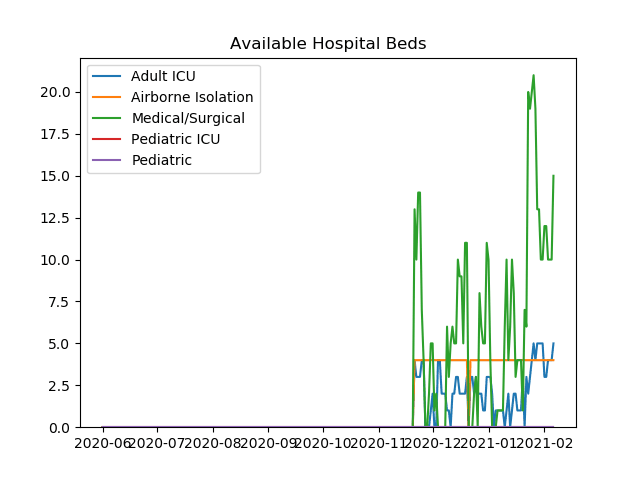 Available Hospital Beds
Adult ICU
Airborne Isolation
Medical/Surgical
Pediatric ICU
Pediatric
20.0
17.5
15.0
12.5
10.0
7.5
5.0
2.5
0.0
2020-06 2020-07 2020-08 2020-09 2020-10 2020-11 2020-12 2021-01 2021-02